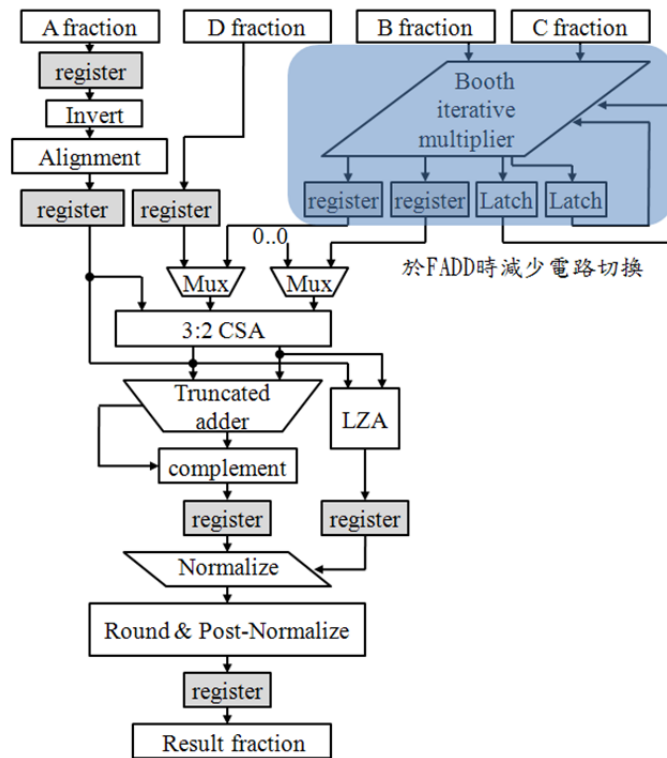 A fraction
D fraction
B fraction
C fraction
register
Invert
Alignment
Booth
iterative
multiplier
register
register
register
register
Latch
Latch
0..0
Mux
Mux
於FADD時減少電路切換
3:2 CSA
Truncated
adder
LZA
complement
register
register
Normalize
Round & Post-Normalize
register
Result fraction